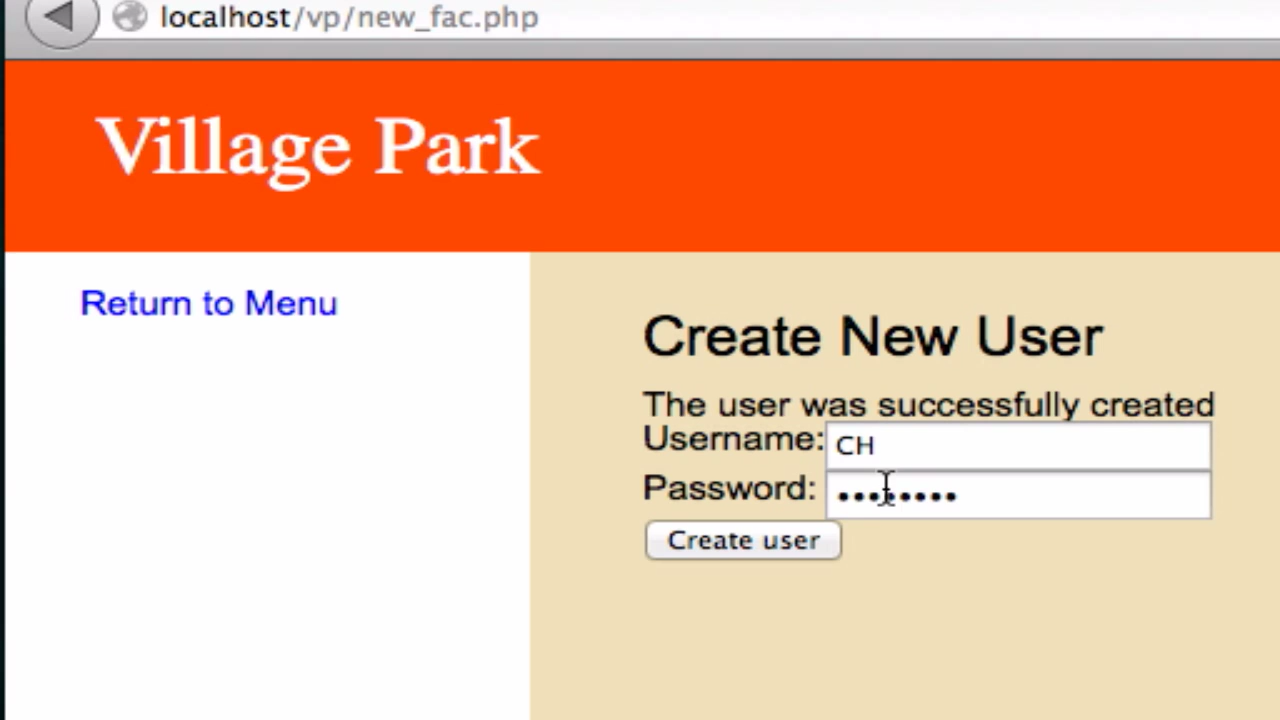 localhost/vp/new_fac.php
Village Park
Return to Menu
Create New User
The user was successfully created
Username: CH
Password: ••••••••
Create user